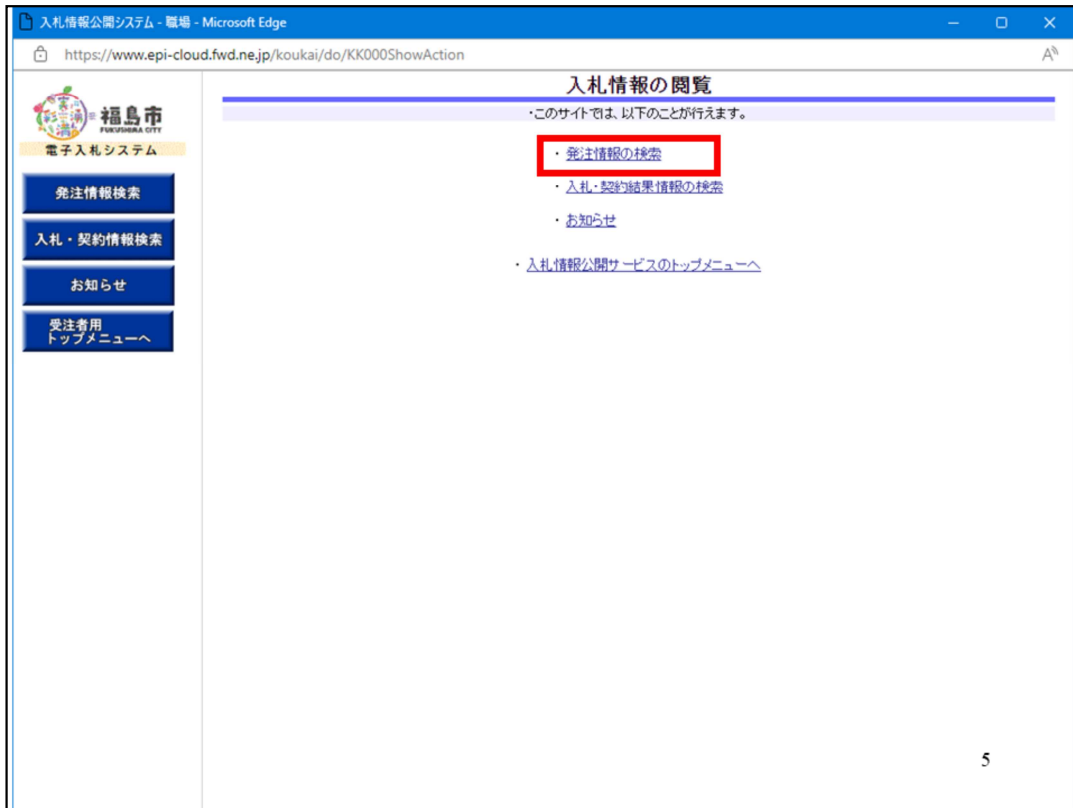 入札情報公開システム - 職場 - Microsoft Edge
https://www.epi-cloud.fwd.ne.jp/koukai/do/KK000ShowAction
福島市
FUKUSHIMA CITY
電子入札システム
発注情報検索
入札・契約情報検索
お知らせ
受注者用
トップメニューへ
入札情報の閲覧
・このサイトでは、以下のことが行えます。
・ 発注情報の検索
・ 入札・契約結果情報の検索
・ お知らせ
・ 入札情報公開サービスのトップメニューへ
5